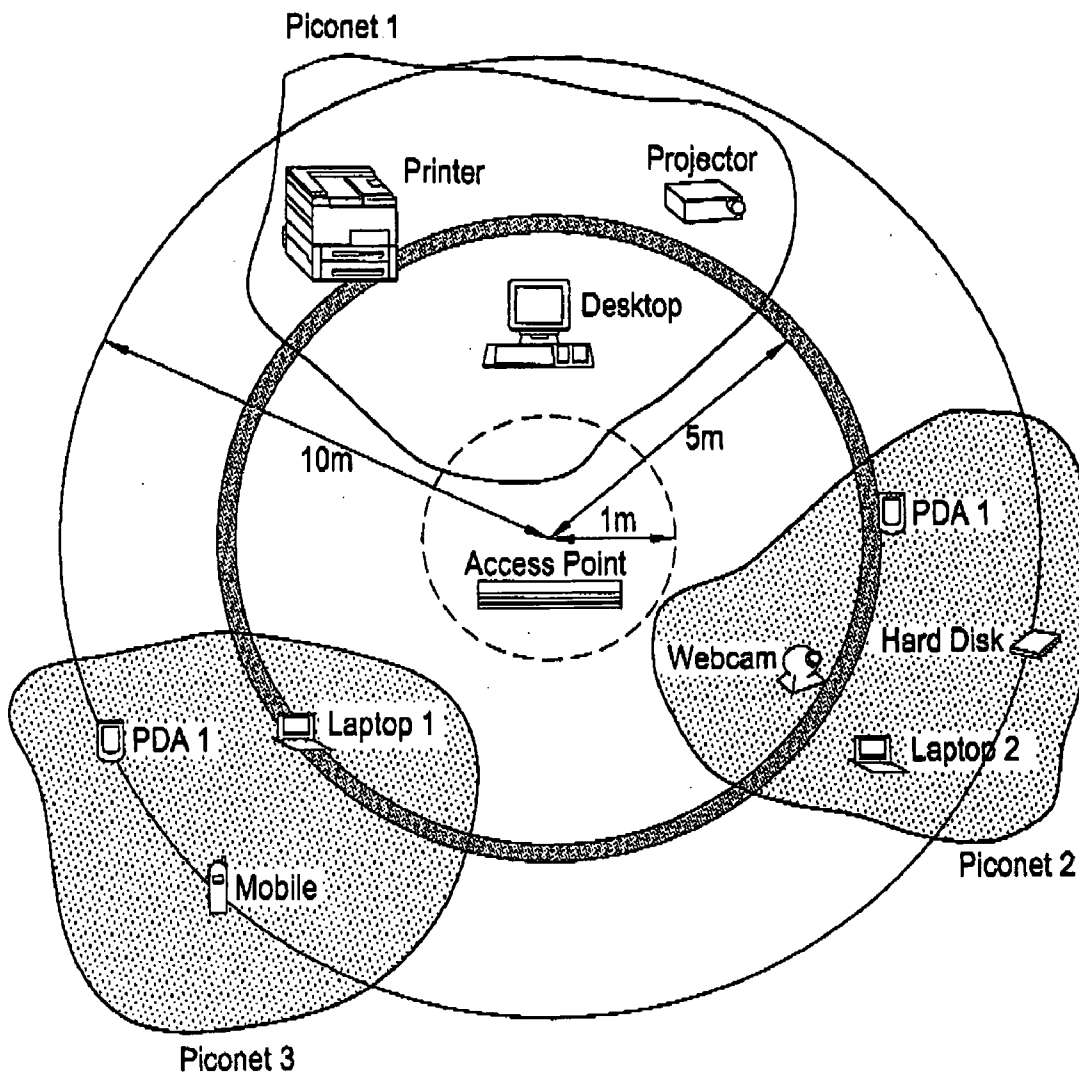 Piconet 1
Printer
Projector
Desktop
10m
5m
1m
Access Point
PDA 1
Webcam
Hard Disk
Laptop 2
Piconet 2
PDA 1
Laptop 1
Mobile
Piconet 3